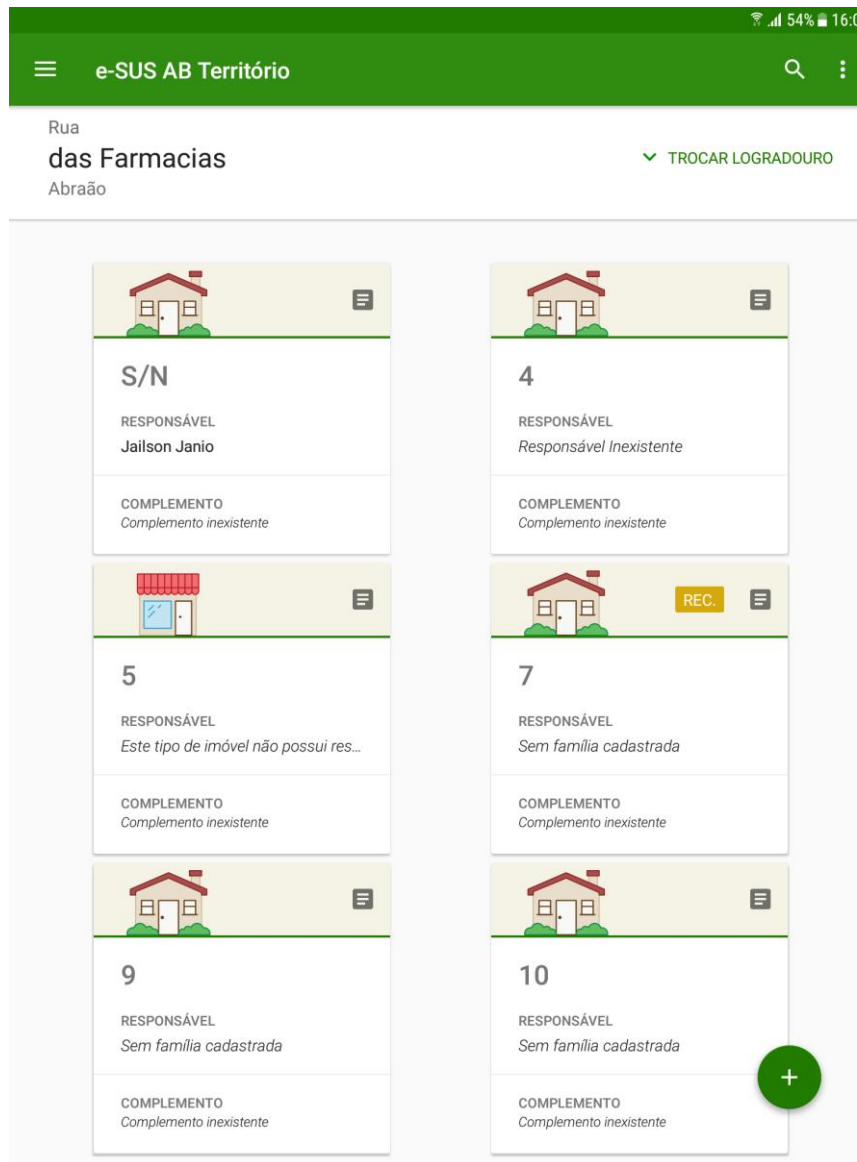 54% 16:0
e-SUS AB Território
Rua
das Farmacias
Abraão
TROCAR LOGRADOURO
S/N
RESPONSÁVEL
Jailson Janio
COMPLEMENTO
Complemento inexistente
4
RESPONSÁVEL
Responsável Inexistente
COMPLEMENTO
Complemento inexistente
5
RESPONSÁVEL
Este tipo de imóvel não possui res...
COMPLEMENTO
Complemento inexistente
REC.
7
RESPONSÁVEL
Sem família cadastrada
COMPLEMENTO
Complemento inexistente
9
RESPONSÁVEL
Sem família cadastrada
COMPLEMENTO
Complemento inexistente
10
RESPONSÁVEL
Sem família cadastrada
COMPLEMENTO
Complemento inexistente